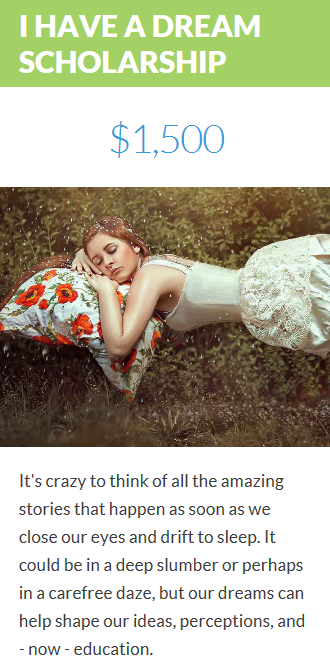 I HAVE A DREAM
SCHOLARSHIP
$1,500
It's crazy to think of all the amazing
stories that happen as soon as we
close our eyes and drift to sleep. It
could be in a deep slumber or perhaps
in a carefree daze, but our dreams can
help shape our ideas, perceptions, and
- now - education.